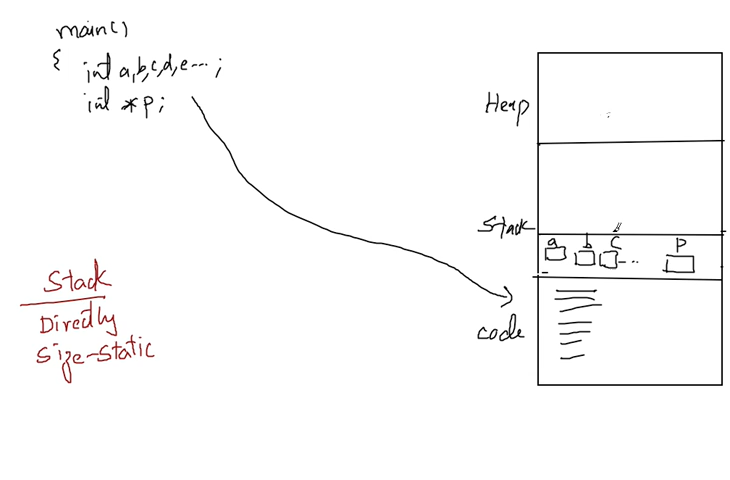 main()
{ int a,b,c,d,e...;
int *p;
Heap
Stack
a b c --... P
code
Stack
Directly
Size-Static